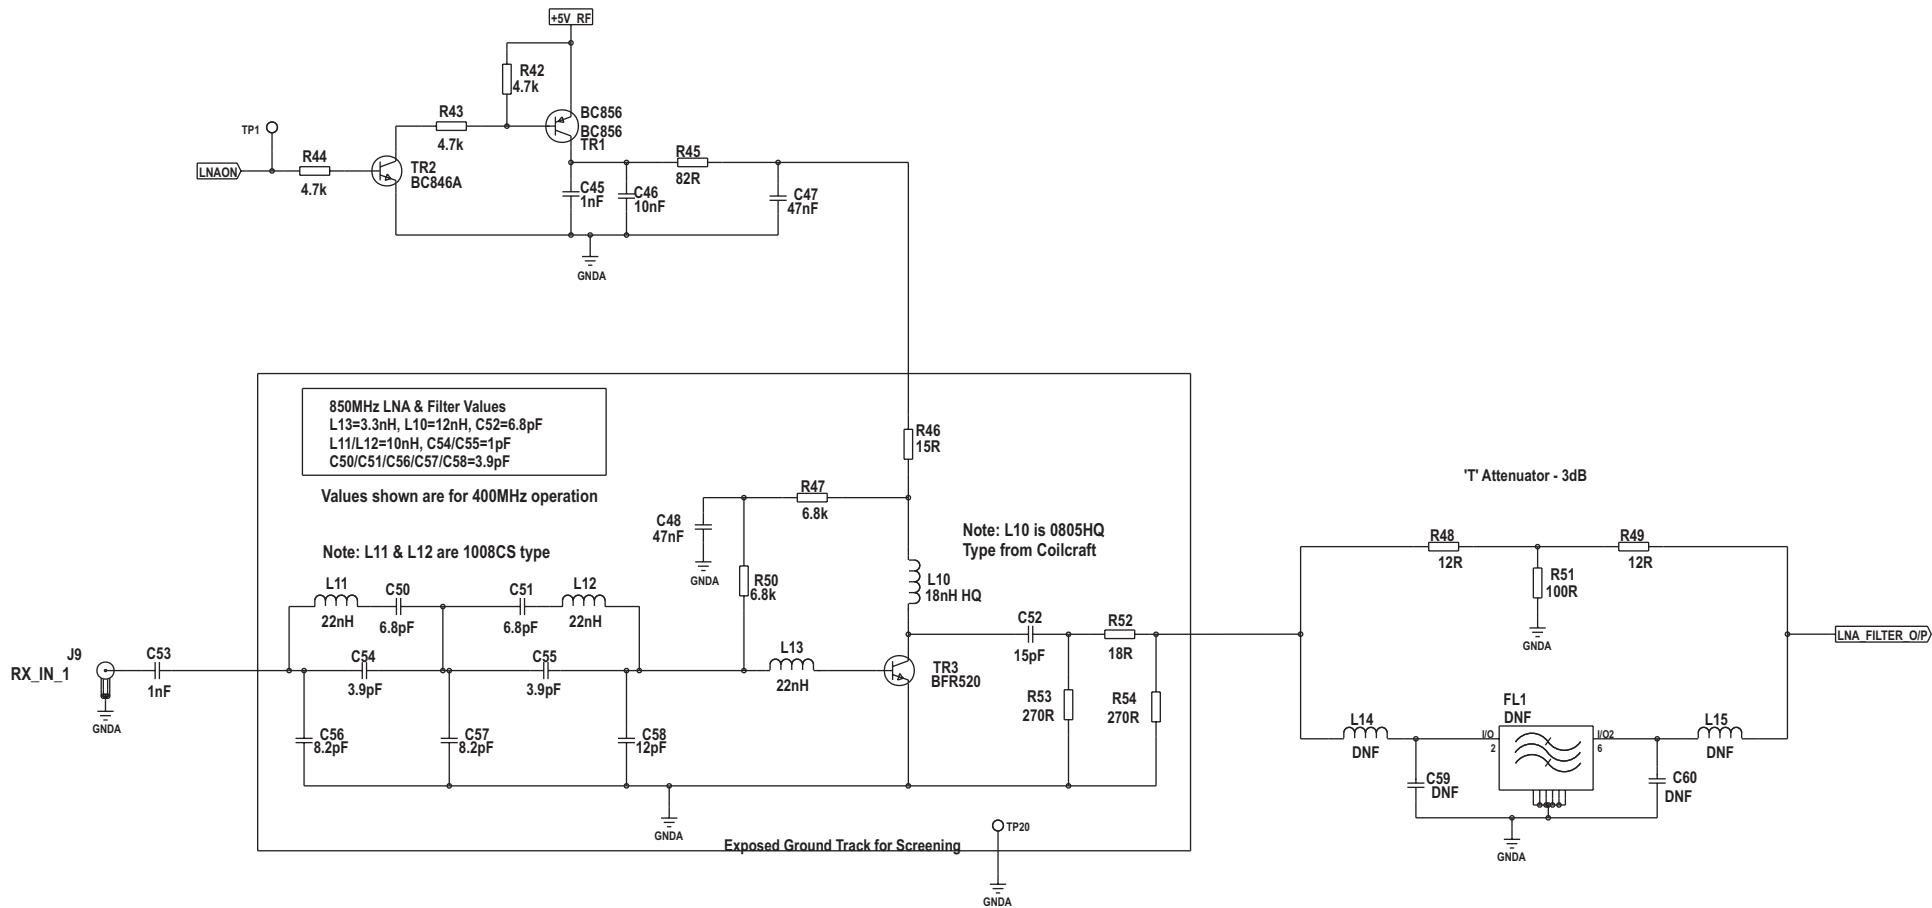 +5V_RF
R42
4.7k
BC856
BC856
TR1
R43
4.7k
TP1
LNAON
R44
4.7k
TR2
BC846A
R45
82R
C45
1nF
C46
10nF
C47
47nF
GNDA
850MHz LNA & Filter Values
L13=3.3nH, L10=12nH, C52=6.8pF
L11/L12=10nH, C54/C55=1pF
C50/C51/C56/C57/C58=3.9pF
Values shown are for 400MHz operation
Note: L11 & L12 are 1008CS type
R46
15R
R47
6.8k
C48
47nF
GNDA
R50
6.8k
Note: L10 is 0805HQ
Type from Coilcraft
L10
18nH HQ
L11
22nH
C50
6.8pF
C51
6.8pF
L12
22nH
RX_IN_1
J9
GNDA
C53
1nF
C54
3.9pF
C55
3.9pF
L13
22nH
TR3
BFR520
C52
15pF
R52
18R
R53
270R
R54
270R
C56
8.2pF
C57
8.2pF
C58
12pF
GNDA
TP20
Exposed Ground Track for Screening
GNDA
'T' Attenuator - 3dB
R48
12R
R49
12R
R51
100R
GNDA
LNA_FILTER_O/P
L14
DNF
FL1
DNF
I/O
2
I/O2
6
L15
DNF
C59
DNF
C60
DNF
GNDA